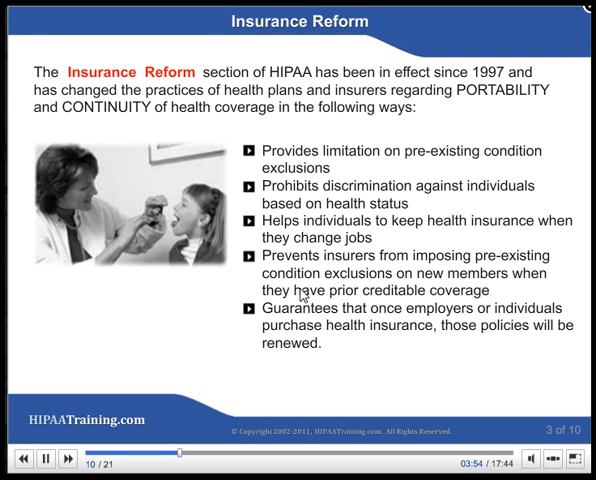 Insurance Reform
The Insurance Reform section of HIPAA has been in effect since 1997 and
has changed the practices of health plans and insurers regarding PORTABILITY
and CONTINUITY of health coverage in the following ways:
Provides limitation on pre-existing condition
exclusions
Prohibits discrimination against individuals
based on health status
Helps individuals to keep health insurance when
they change jobs
Prevents insurers from imposing pre-existing
condition exclusions on new members when
they have prior creditable coverage
Guarantees that once employers or individuals
purchase health insurance, those policies will be
renewed.
HIPAATraining.com
© Copyright 2002-2011, HIPAATraining.com. All Rights Reserved.
3 of 10
10 / 21
03:54 / 17:44